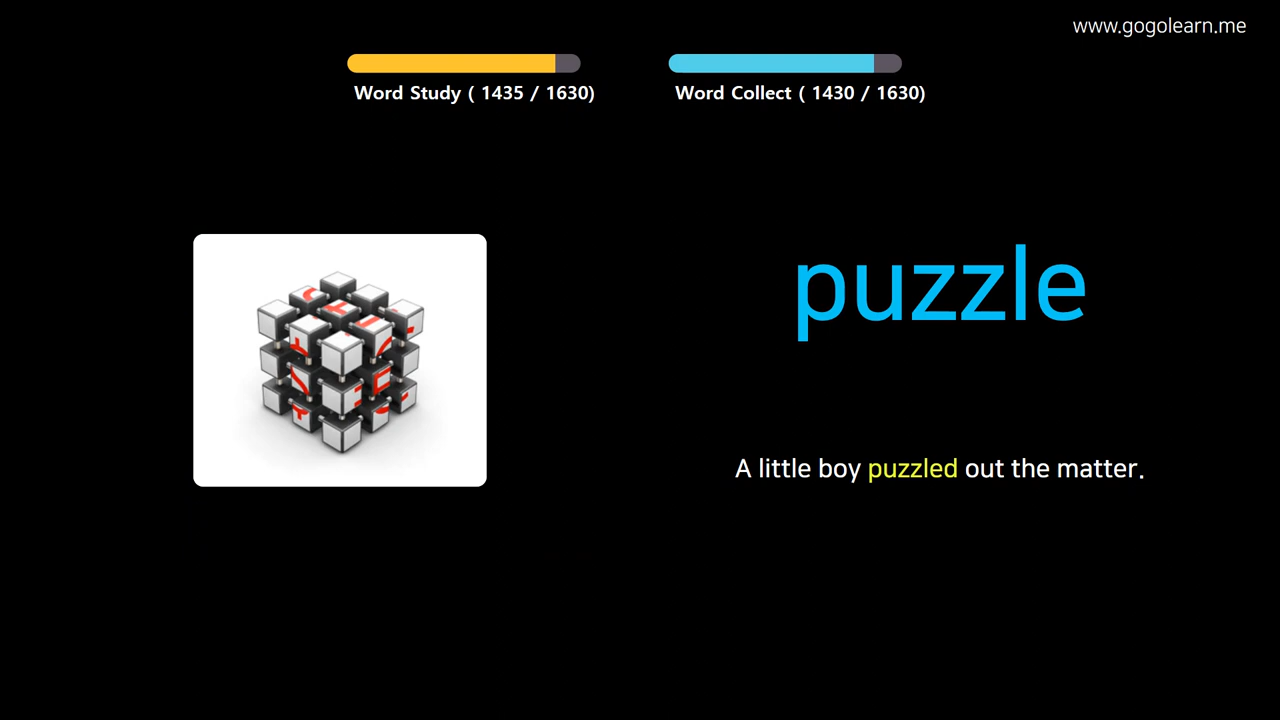 www.gogolearn.me
Word Study ( 1435 / 1630)
Word Collect ( 1430 / 1630)
puzzle
A little boy puzzled out the matter.